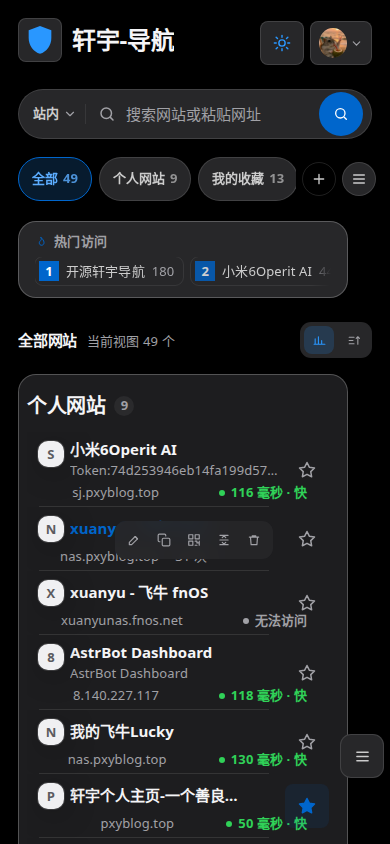 轩宇-导航
站内 搜索网站或粘贴网址
全部 49 个人网站 9 我的收藏 13
热门访问
1 开源轩宇导航 180 2 小米6Operit AI
全部网站 当前视图 49 个
个人网站 9
S 小米6Operit AI
Token:74d253946eb14fa199d57...
sj.pxyblog.top 116 毫秒 · 快
N xuany
nas.pxyblog
X xuanyu - 飞牛 fnOS
xuanyunas.fnos.net 无法访问
8 AstrBot Dashboard
AstrBot Dashboard
8.140.227.117 118 毫秒 · 快
N 我的飞牛Lucky
nas.pxyblog.top 130 毫秒 · 快
P 轩宇个人主页-一个善良...
pxyblog.top 50 毫秒 · 快